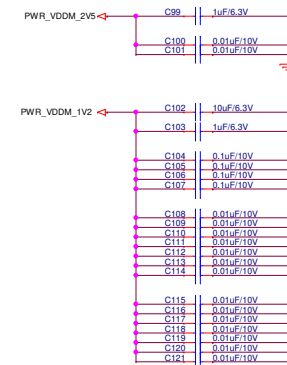 PWR_VDDM_2V5 C99 1uF/6.3V
C100 0.01uF/10V
C101 0.01uF/10V
PWR_VDDM_1V2 C102 10uF/6.3V
C103 1uF/6.3V
C104 0.1uF/10V
C105 0.1uF/10V
C106 0.1uF/10V
C107 0.1uF/10V
C108 0.01uF/10V
C109 0.01uF/10V
C110 0.01uF/10V
C111 0.01uF/10V
C112 0.01uF/10V
C113 0.01uF/10V
C114 0.01uF/10V
C115 0.01uF/10V
C116 0.01uF/10V
C117 0.01uF/10V
C118 0.01uF/10V
C119 0.01uF/10V
C120 0.01uF/10V
C121 0.01uF/10V